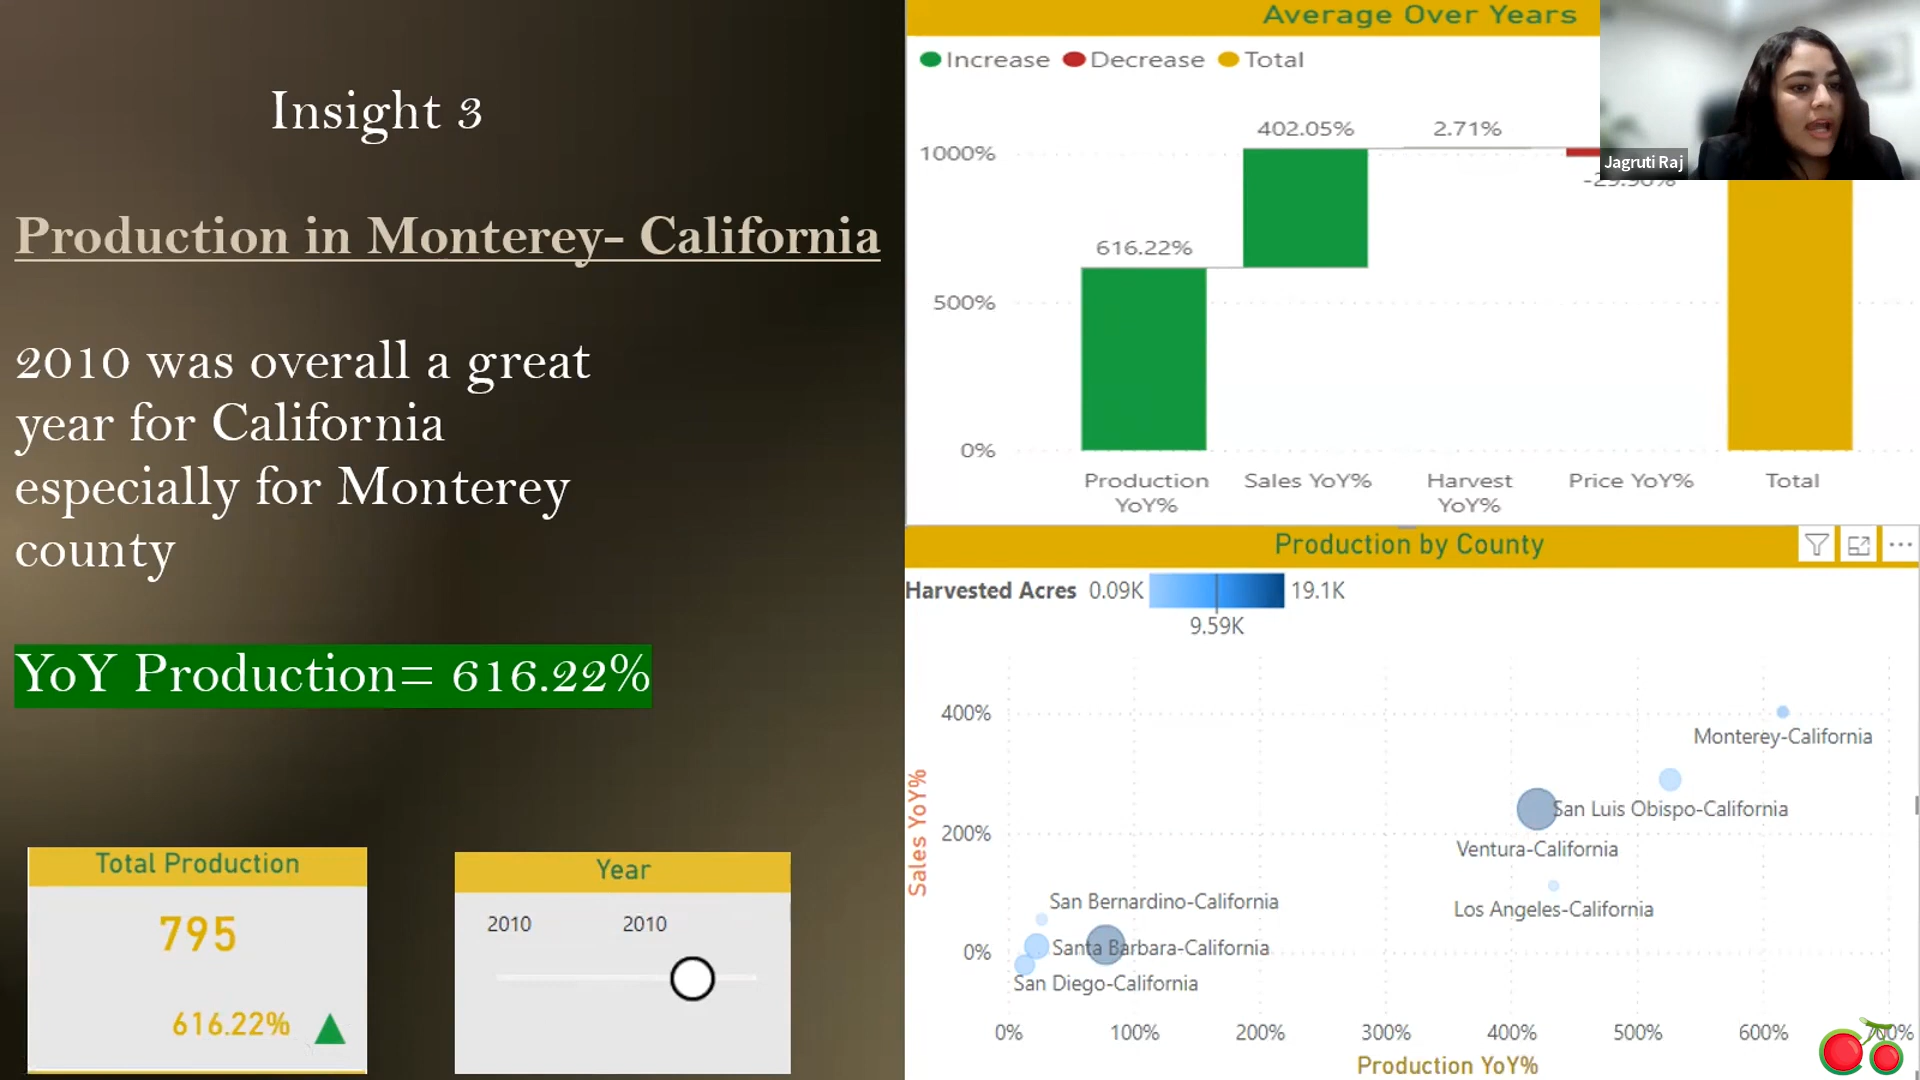 Insight 3
Production in Monterey- California
2010 was overall a great
year for California
especially for Monterey
county
YoY Production= 616.22%
Total Production
795
616.22%
Year
2010 2010
Average Over Years
Increase Decrease Total
1000%
500%
0%
616.22%
402.05%
2.71%
Production
YoY%
Sales YoY%
Harvest
YoY%
Price YoY%
Total
Jagruti Raj
Production by County
Harvested Acres 0.09K 19.1K
9.59K
Sales YoY%
400%
200%
0%
Monterey-California
San Luis Obispo-California
Ventura-California
Los Angeles-California
San Bernardino-California
Santa Barbara-California
San Diego-California
0% 100% 200% 300% 400% 500% 600% 700%
Production YoY%